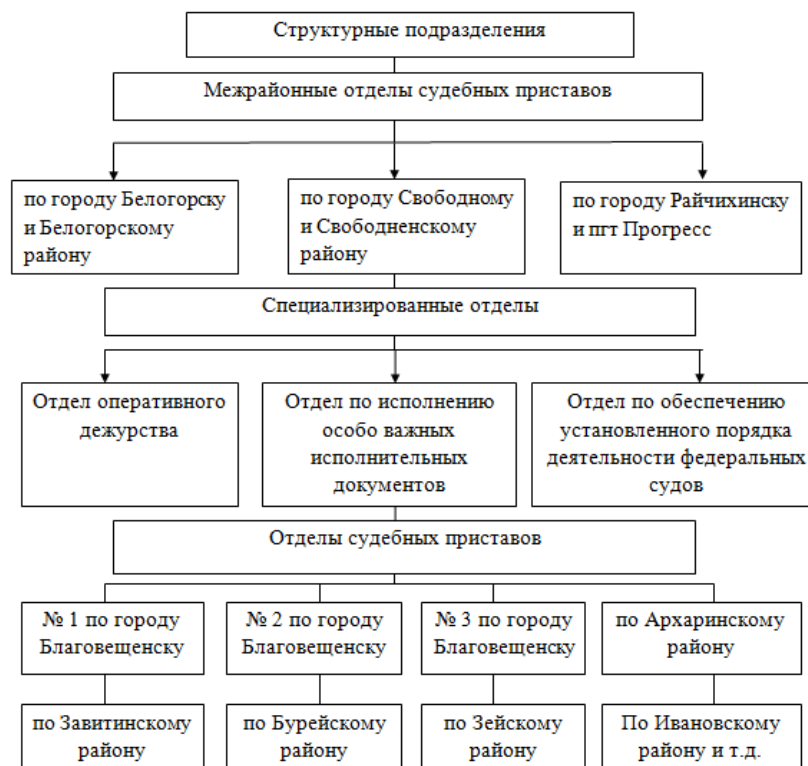 Структурные подразделения
Межрайонные отделы судебных приставов
по городу Белогорску
и Белогорскому
району
по городу Свободному
и Свободненскому
району
по городу Райчихинску
и пгт Прогресс
Специализированные отделы
Отдел оперативного
дежурства
Отдел по исполнению
особо важных
исполнительных
документов
Отдел по обеспечению
установленного порядка
деятельности федеральных
судов
Отделы судебных приставов
№ 1 по городу
Благовещенску
№ 2 по городу
Благовещенску
№ 3 по городу
Благовещенску
по Архаринскому
району
по Завитинскому
району
по Бурейскому
району
по Зейскому
району
По Ивановскому
району и т.д.